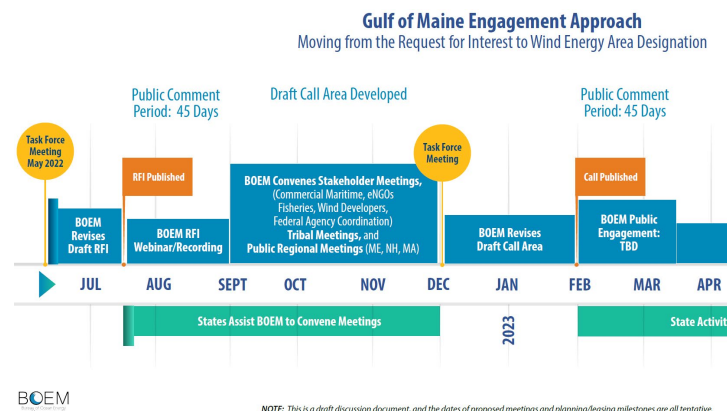 Gulf of Maine Engagement Approach
Moving from the Request for Interest to Wind Energy Area Designation
Public Comment
Period: 45 Days
Draft Call Area Developed
Public Comment
Period: 45 Days
Task Force
Meeting
May 2022
Task Force
Meeting
RFI Published
Call Published
BOEM
Revises
Draft RFI
BOEM RFI
Webinar/Recording
BOEM Convenes Stakeholder Meetings,
(Commercial Maritime, eNGOs
Fisheries, Wind Developers,
Federal Agency Coordination)
Tribal Meetings, and
Public Regional Meetings (ME, NH, MA)
BOEM Revises
Draft Call Area
BOEM Public
Engagement:
TBD
JUL AUG SEPT OCT NOV DEC JAN FEB MAR APR
States Assist BOEM to Convene Meetings
2023
State Activit
BOEM
Bureau of Ocean Energy
NOTE: This is a draft discussion document, and the dates of proposed meetings and planning/leasing milestones are all tentative